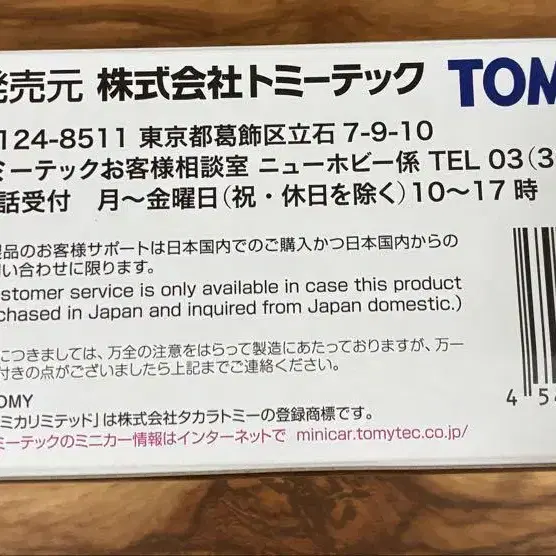 発売元 株式会社トミーテック TOM
124-8511 東京都葛飾区立石7-9-10
ミーテックお客様相談室 ニューホビー係 TEL 03(3
話受付 月～金曜日(祝・休日を除く)10～17時
製品のお客様サポートは日本国内でのご購入かつ日本国内からの
い合わせに限ります。
ustomer service is only available in case this product
chased in Japan and inquired from Japan domestic.)
につきましては、万全の注意をはらって製造にあたっておりますが、万一
付きの点がございましたら上記までご連絡ください。
OMY
ミカリミテッド」は株式会社タカラトミーの登録商標です。
ミーテックのミニカー情報はインターネットで minicar.tomytec.co.jp/
4 54